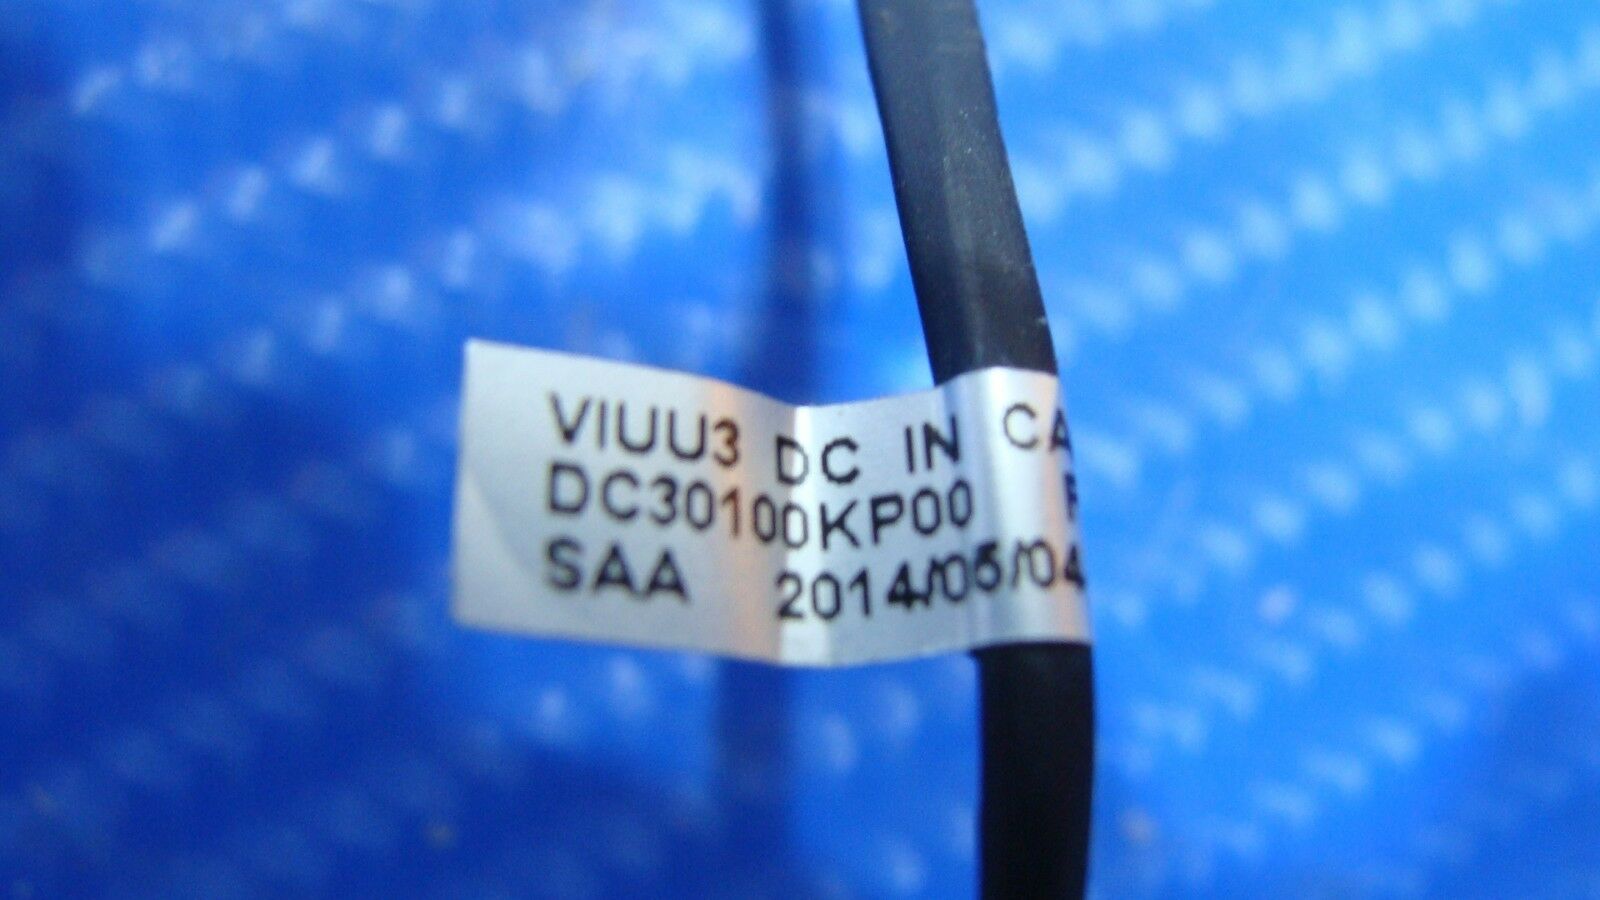 VIUU3 DC IN CA
DC30100KP00
SAA 2014/05/04